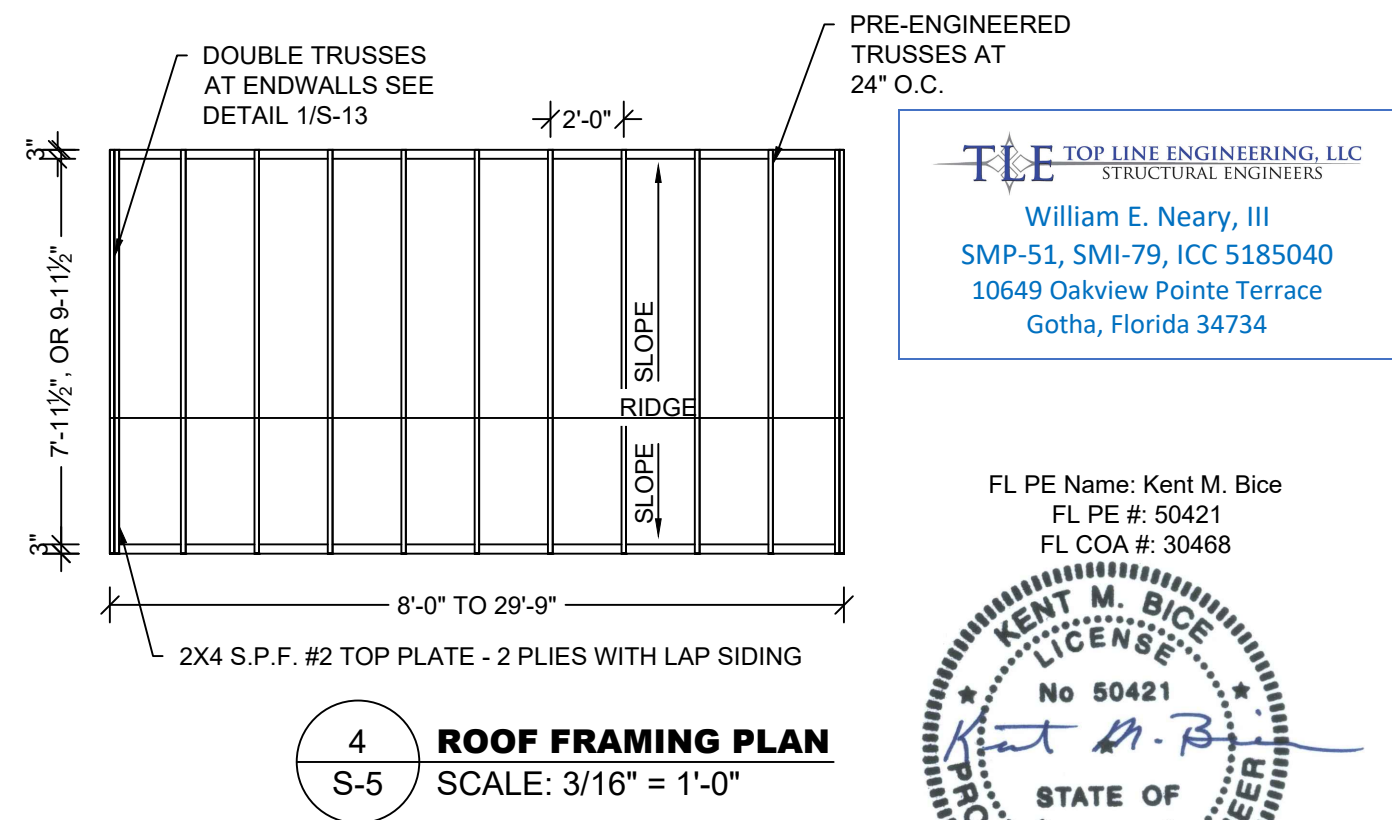 DOUBLE TRUSSES
AT ENDWALLS SEE
DETAIL 1/S-13
PRE-ENGINEERED
TRUSSES AT
24" O.C.
2'-0"
3"
7'-11½", OR 9-11½"
3"
SLOPE
RIDGE
SLOPE
8'-0" TO 29'-9"
2X4 S.P.F. #2 TOP PLATE - 2 PLIES WITH LAP SIDING
4
S-5
ROOF FRAMING PLAN
SCALE: 3/16" = 1'-0"
TLE TOP LINE ENGINEERING, LLC
STRUCTURAL ENGINEERS
William E. Neary, III
SMP-51, SMI-79, ICC 5185040
10649 Oakview Pointe Terrace
Gotha, Florida 34734
FL PE Name: Kent M. Bice
FL PE #: 50421
FL COA #: 30468
KENT M. BICE
LICENSE
No 50421
Kent M. Bice
STATE OF